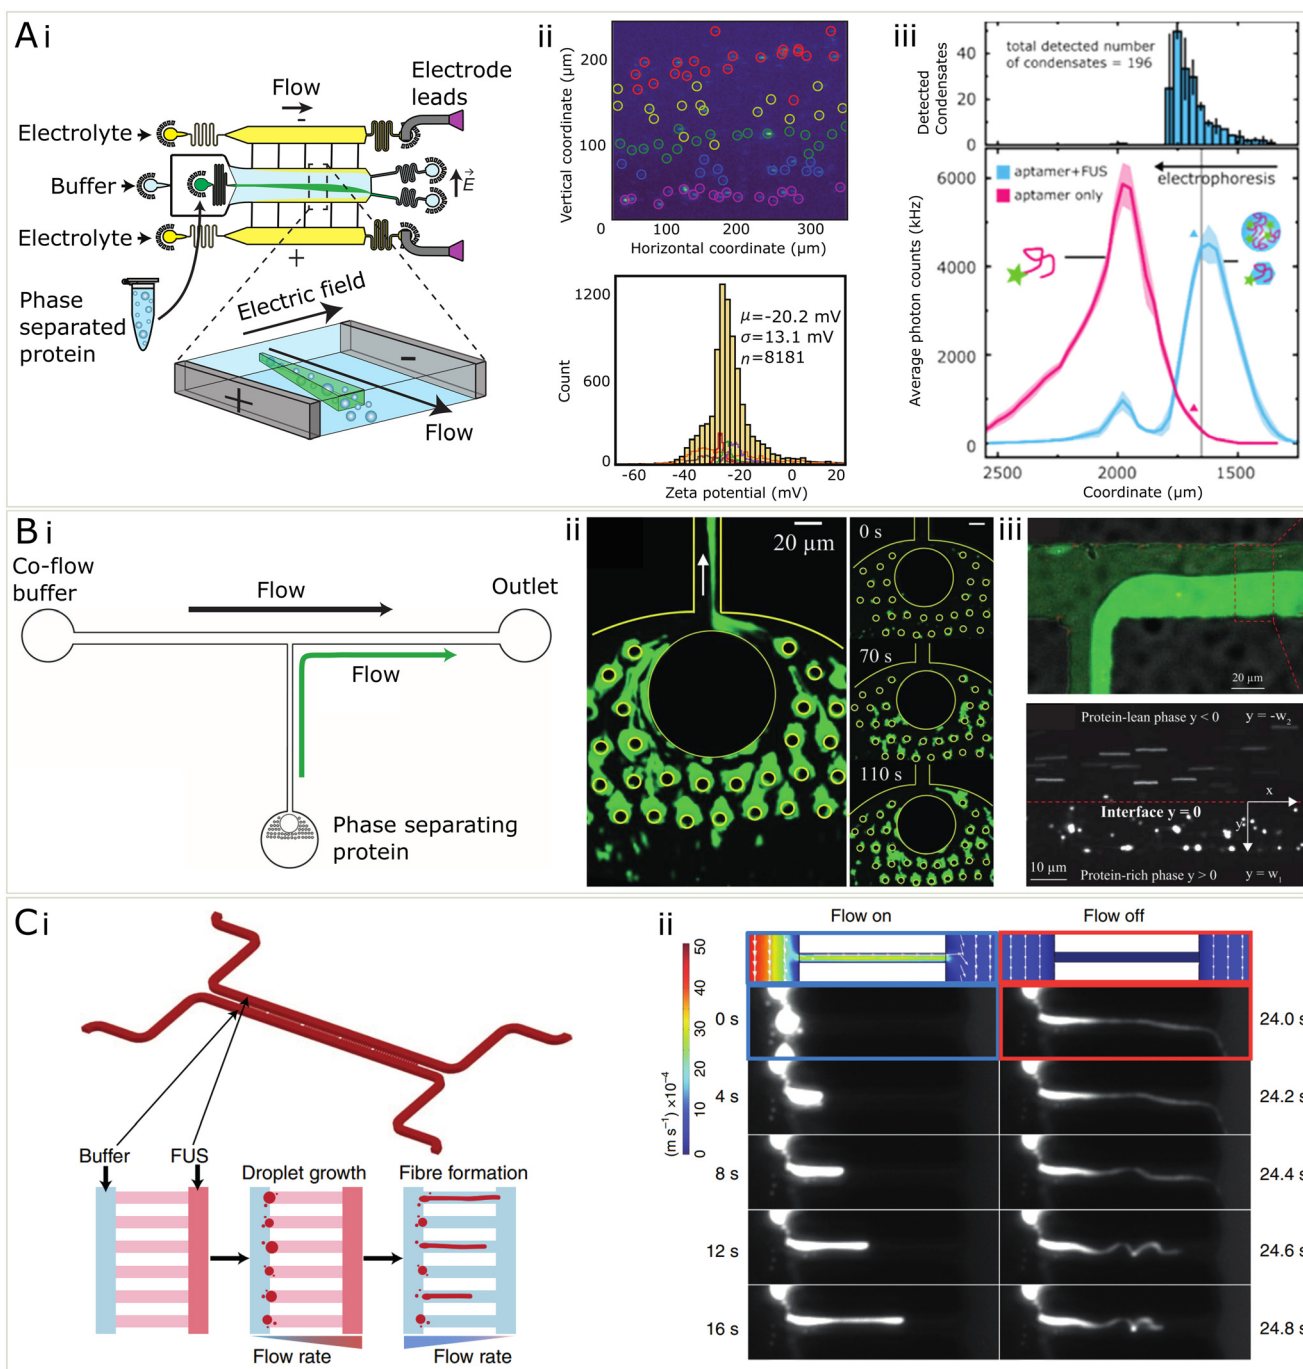 A i
Flow
-
Electrode
leads
Electrolyte
Buffer
E
Electrolyte
+
Phase
separated
protein
Electric field
-
+
Flow
ii
Vertical coordinate (µm)
200
100
0
0
100
200
300
Horizontal coordinate (µm)
Count
1200
600
0
µ=-20.2 mV
σ=13.1 mV
n=8181
-60
-40
-20
0
20
Zeta potential (mV)
iii
Detected
Condensates
40
20
0
total detected number
of condensates = 196
Average photon counts (kHz)
6000
4000
2000
0
aptamer+FUS
aptamer only
electrophoresis
2500
2000
1500
Coordinate (µm)
B i
Co-flow
buffer
Flow
Outlet
Flow
Phase separating
protein
ii
20 µm
0 s
70 s
110 s
iii
20 µm
Protein-lean phase y < 0
y = -w2
x
Interface y = 0
y
10 µm
Protein-rich phase y > 0
y = w1
C i
Buffer
FUS
Droplet growth
Fibre formation
Flow rate
Flow rate
ii
Flow on
Flow off
50
40
30
20
10
0
(m s⁻¹) ×10⁻⁴
0 s
24.0 s
4 s
24.2 s
8 s
24.4 s
12 s
24.6 s
16 s
24.8 s